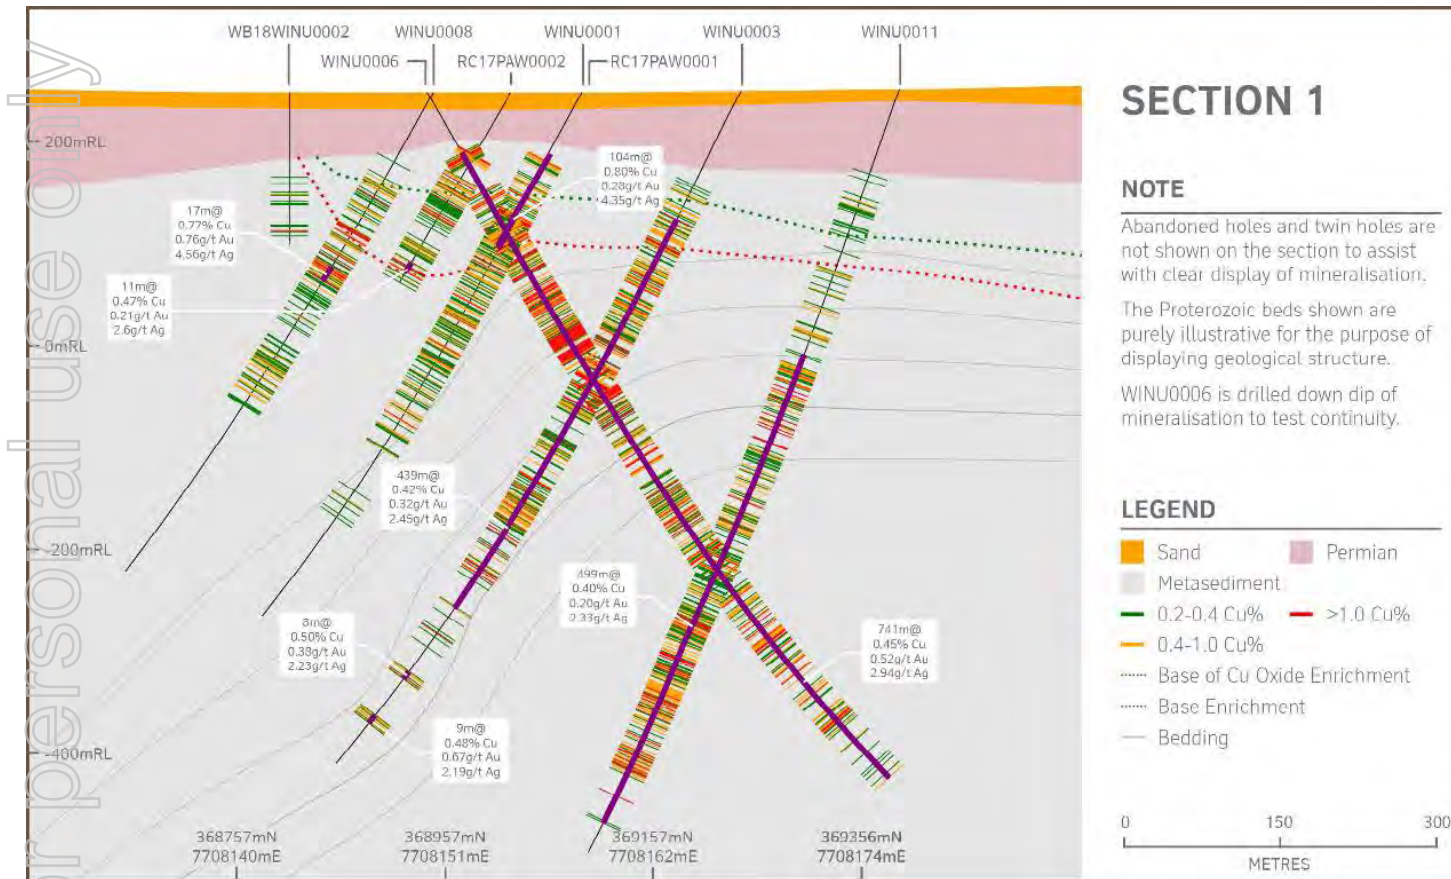 For personal use only
WB18WINU0002
WINU0008
WINU0001
WINU0003
WINU0011
WINU0006
RC17PAW0002
RC17PAW0001
200mRL
0mRL
-200mRL
-400mRL
104m@
0.80% Cu
0.28g/t Au
4.35g/t Ag
17m@
0.77% Cu
0.76g/t Au
4.56g/t Ag
11m@
0.47% Cu
0.21g/t Au
2.6g/t Ag
439m@
0.42% Cu
0.32g/t Au
2.45g/t Ag
499m@
0.40% Cu
0.20g/t Au
2.33g/t Ag
8m@
0.50% Cu
0.38g/t Au
2.23g/t Ag
741m@
0.45% Cu
0.52g/t Au
2.94g/t Ag
9m@
0.48% Cu
0.67g/t Au
2.19g/t Ag
368757mN
7708140mE
368957mN
7708151mE
369157mN
7708162mE
369356mN
7708174mE
SECTION 1
NOTE
Abandoned holes and twin holes are
not shown on the section to assist
with clear display of mineralisation.
The Proterozoic beds shown are
purely illustrative for the purpose of
displaying geological structure.
WINU0006 is drilled down dip of
mineralisation to test continuity.
LEGEND
Sand
Permian
Metasediment
0.2-0.4 Cu%
>1.0 Cu%
0.4-1.0 Cu%
Base of Cu Oxide Enrichment
Base Enrichment
Bedding
0
150
300
METRES